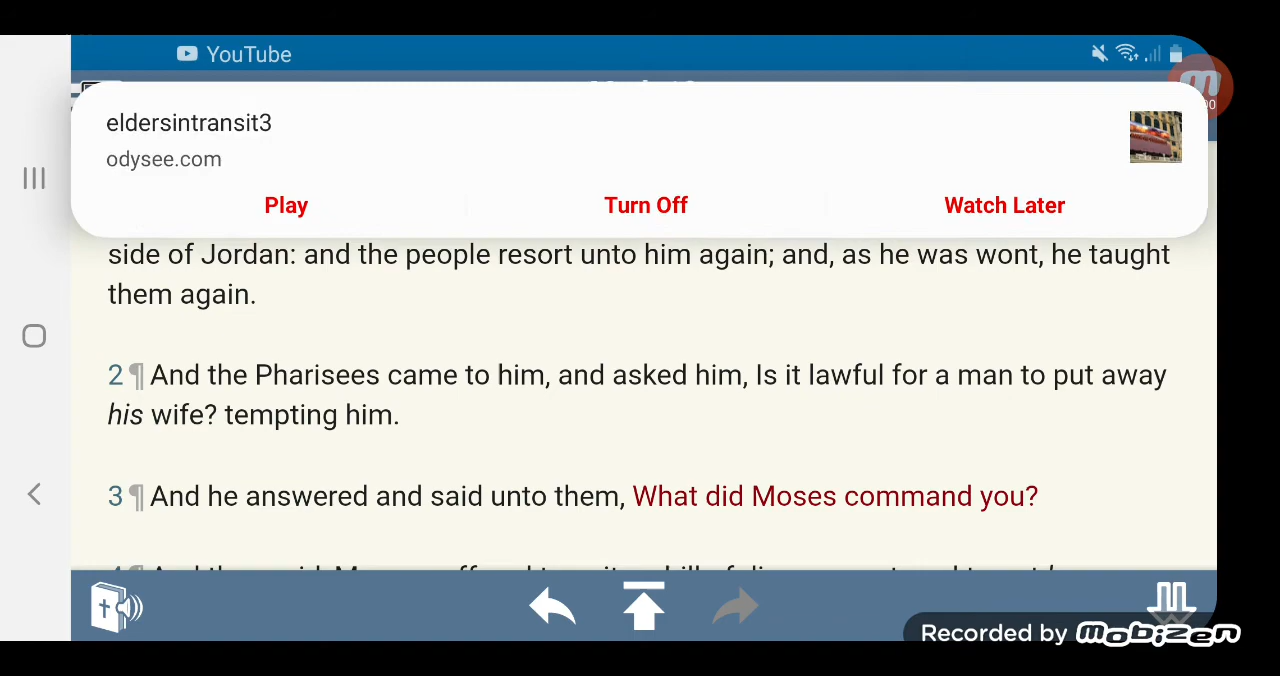 YouTube
eldersintransit3
odysee.com
Play Turn Off Watch Later
side of Jordan: and the people resort unto him again; and, as he was wont, he taught
them again.
2 ¶ And the Pharisees came to him, and asked him, Is it lawful for a man to put away
his wife? tempting him.
3 ¶ And he answered and said unto them, What did Moses command you?
Recorded by Mobizen